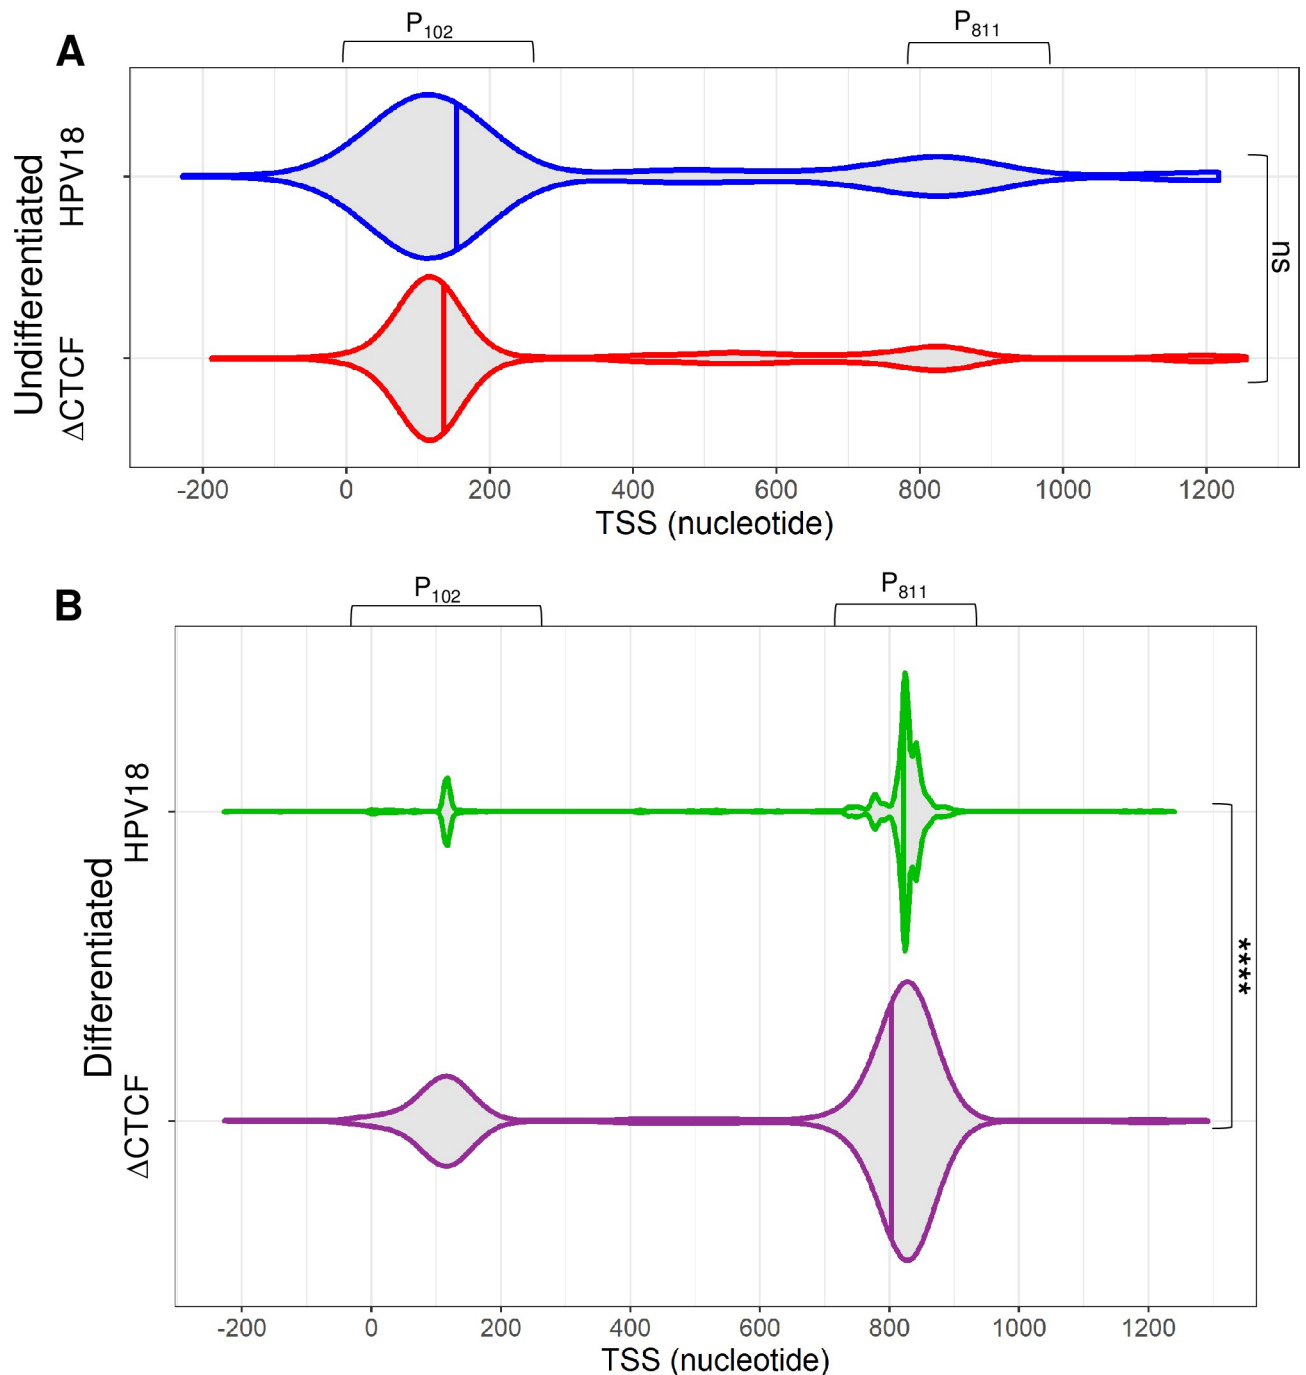 A
P102
P811
Undifferentiated
HPV18
ΔCTCF
ns
-200 0 200 400 600 800 1000 1200
TSS (nucleotide)
B
P102
P811
Differentiated
HPV18
ΔCTCF
****
-200 0 200 400 600 800 1000 1200
TSS (nucleotide)